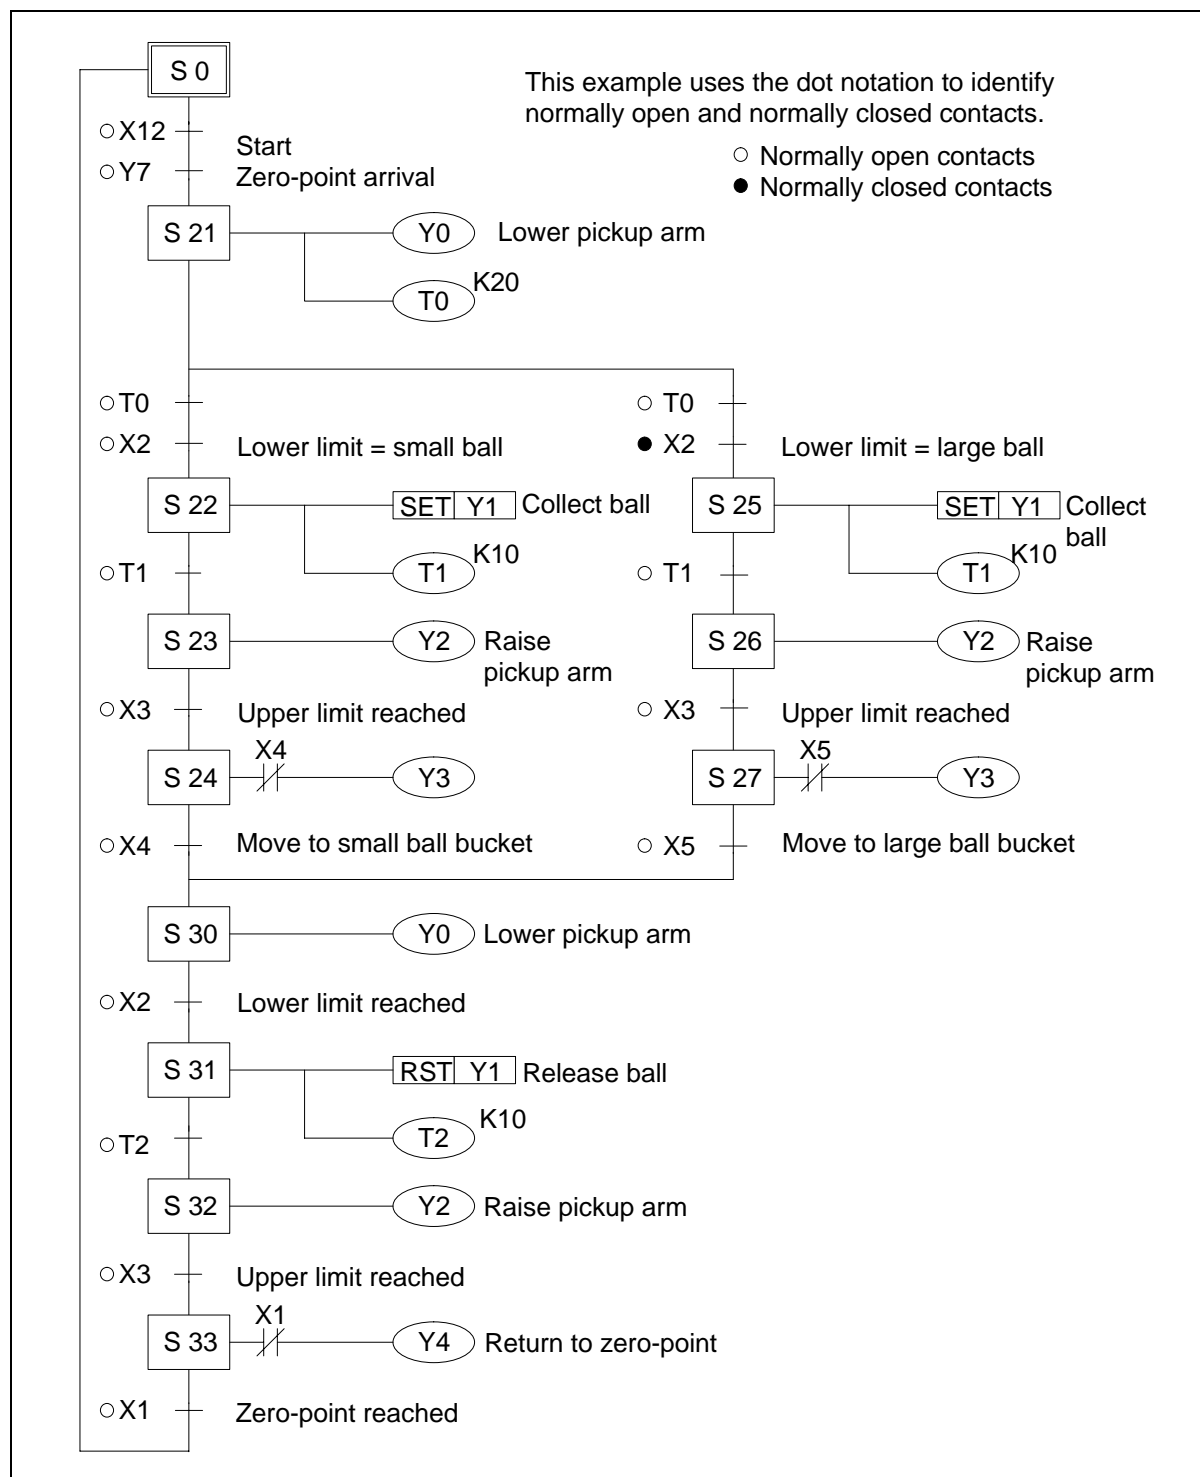 S 0
This example uses the dot notation to identify
normally open and normally closed contacts.
Normally open contacts
Normally closed contacts
X12
Start
Y7
Zero-point arrival
S 21
Y0
Lower pickup arm
T0
K20
T0
T0
X2
Lower limit = small ball
X2
Lower limit = large ball
S 22
SET Y1
Collect ball
S 25
SET Y1
Collect
ball
T1
K10
T1
K10
T1
T1
S 23
Y2
Raise
pickup arm
S 26
Y2
Raise
pickup arm
X3
Upper limit reached
X3
Upper limit reached
S 24
X4
Y3
S 27
X5
Y3
X4
Move to small ball bucket
X5
Move to large ball bucket
S 30
Y0
Lower pickup arm
X2
Lower limit reached
S 31
RST Y1
Release ball
T2
K10
T2
S 32
Y2
Raise pickup arm
X3
Upper limit reached
S 33
X1
Y4
Return to zero-point
X1
Zero-point reached